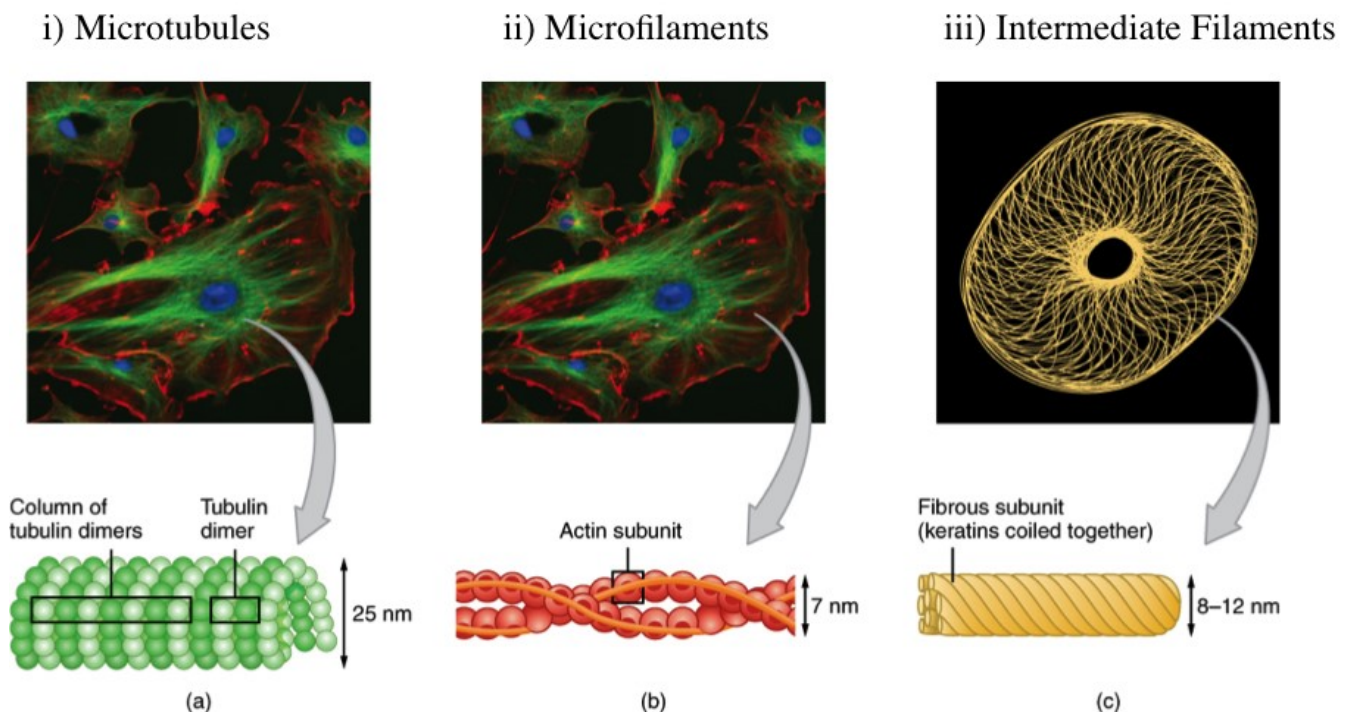 i) Microtubules
ii) Microfilaments
iii) Intermediate Filaments
Column of
tubulin dimers
Tubulin
dimer
25 nm
(a)
Actin subunit
7 nm
(b)
Fibrous subunit
(keratins coiled together)
8–12 nm
(c)